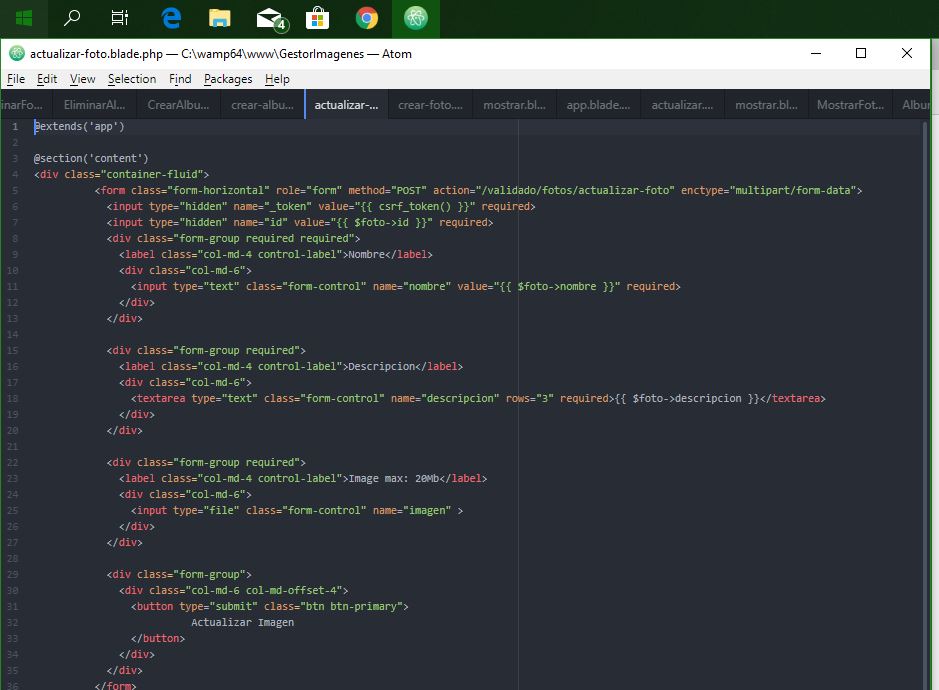 4
actualizar-foto.blade.php — C:\wamp64\www\GestorImagenes — Atom
File Edit View Selection Find Packages Help
inarFo... EliminarAl... CrearAlbu... crear-albu... actualizar-... crear-foto.... mostrar.bl... app.blade.... actualizar.... mostrar.bl... MostrarFot... Albur
1 @extends('app')
2
3 @section('content')
4 <div class="container-fluid">
5 <form class="form-horizontal" role="form" method="POST" action="/validado/fotos/actualizar-foto" enctype="multipart/form-data">
6 <input type="hidden" name="_token" value="{{ csrf_token() }}" required>
7 <input type="hidden" name="id" value="{{ $foto->id }}" required>
8 <div class="form-group required required">
9 <label class="col-md-4 control-label">Nombre</label>
10 <div class="col-md-6">
11 <input type="text" class="form-control" name="nombre" value="{{ $foto->nombre }}" required>
12 </div>
13 </div>
14
15 <div class="form-group required">
16 <label class="col-md-4 control-label">Descripcion</label>
17 <div class="col-md-6">
18 <textarea type="text" class="form-control" name="descripcion" rows="3" required>{{ $foto->descripcion }}</textarea>
19 </div>
20 </div>
21
22 <div class="form-group required">
23 <label class="col-md-4 control-label">Image max: 20Mb</label>
24 <div class="col-md-6">
25 <input type="file" class="form-control" name="imagen" >
26 </div>
27 </div>
28
29 <div class="form-group">
30 <div class="col-md-6 col-md-offset-4">
31 <button type="submit" class="btn btn-primary">
32 Actualizar Imagen
33 </button>
34 </div>
35 </div>
36 </form>